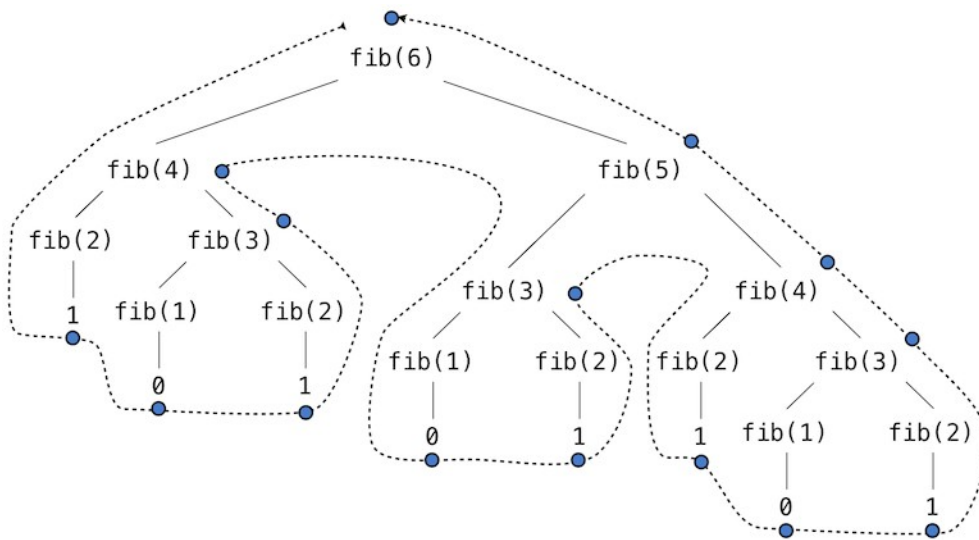 fib(6)
fib(4) fib(5)
fib(2) fib(3)
fib(3) fib(4)
1 fib(1) fib(2)
fib(1) fib(2) fib(2) fib(3)
0 1
0 1 1 fib(1) fib(2)
0 1